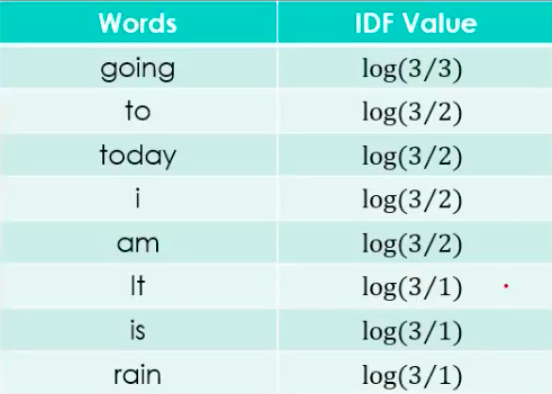 Words IDF Value
going log(3/3)
to log(3/2)
today log(3/2)
i log(3/2)
am log(3/2)
It log(3/1)
is log(3/1)
rain log(3/1)